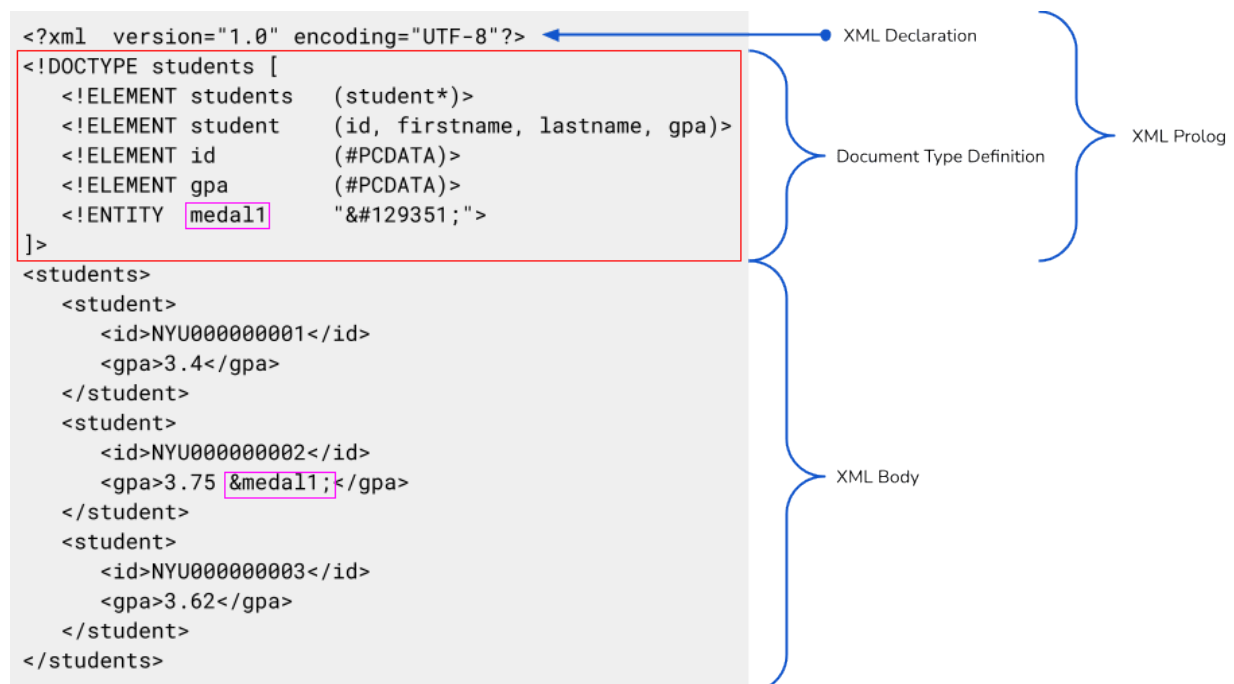 <?xml  version="1.0" encoding="UTF-8"?>
<!DOCTYPE students [
   <!ELEMENT students   (student*)>
   <!ELEMENT student    (id, firstname, lastname, gpa)>
   <!ELEMENT id         (#PCDATA)>
   <!ELEMENT gpa        (#PCDATA)>
   <!ENTITY  medal1     "&#129351;">
]>
<students>
   <student>
      <id>NYU000000001</id>
      <gpa>3.4</gpa>
   </student>
   <student>
      <id>NYU000000002</id>
      <gpa>3.75 &medal1;</gpa>
   </student>
   <student>
      <id>NYU000000003</id>
      <gpa>3.62</gpa>
   </student>
</students>
XML Declaration
Document Type Definition
XML Prolog
XML Body